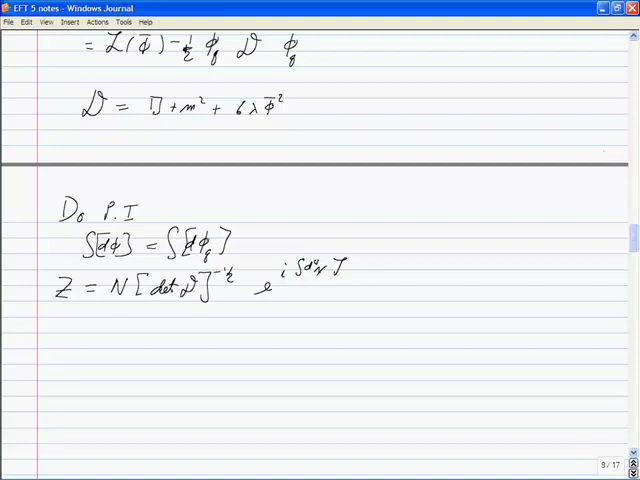 EFT 5 notes - Windows Journal
File Edit View Insert Actions Tools Help
= ℒ(φ̄) - ½ φ_q 𝒟 φ_q
𝒟 = □ + m² + 6λφ̄²
Do P.I
∫[dφ] = ∫[dφ_q]
Z = N[det 𝒟]^{-½} e^{i∫d⁴x ℒ}
9 / 17